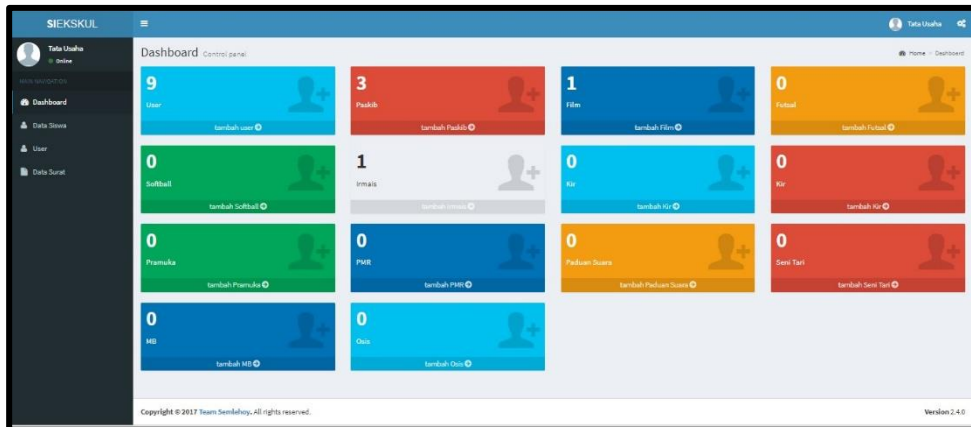 SIEKSKUL
Tata Usaha
Tata Usaha
Online
MAIN NAVIGATION
Dashboard
Data Siswa
User
Data Surat
Dashboard Control panel
Home > Dashboard
9
User
tambah user
3
Paskib
tambah Paskib
1
Film
tambah Film
0
Futsal
tambah Futsal
0
Softball
tambah Softball
1
Irmais
tambah Irmais
0
Kir
tambah Kir
0
Kir
tambah Kir
0
Pramuka
tambah Pramuka
0
PMR
tambah PMR
0
Paduan Suara
tambah Paduan Suara
0
Seni Tari
tambah Seni Tari
0
MB
tambah MB
0
Osis
tambah Osis
Copyright © 2017 Team Semlehoy. All rights reserved.
Version 2.4.0